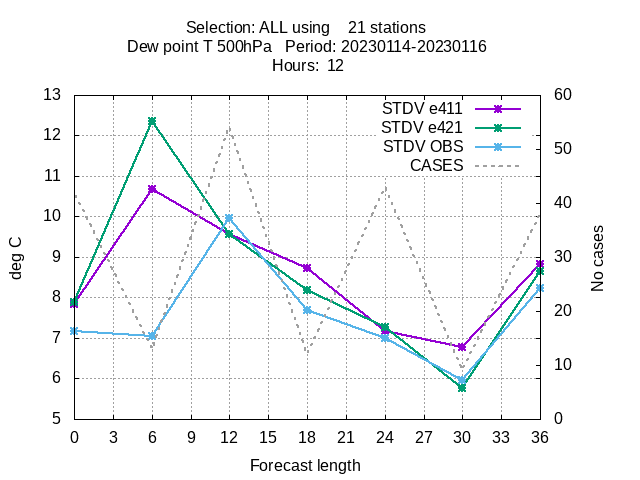 Selection: ALL using    21 stations
Dew point T 500hPa   Period: 20230114-20230116
Hours:  12
STDV e411
STDV e421
STDV OBS
CASES
13
12
11
10
9
8
7
6
5
60
50
40
30
20
10
0
deg C
No cases
0 3 6 9 12 15 18 21 24 27 30 33 36
Forecast length